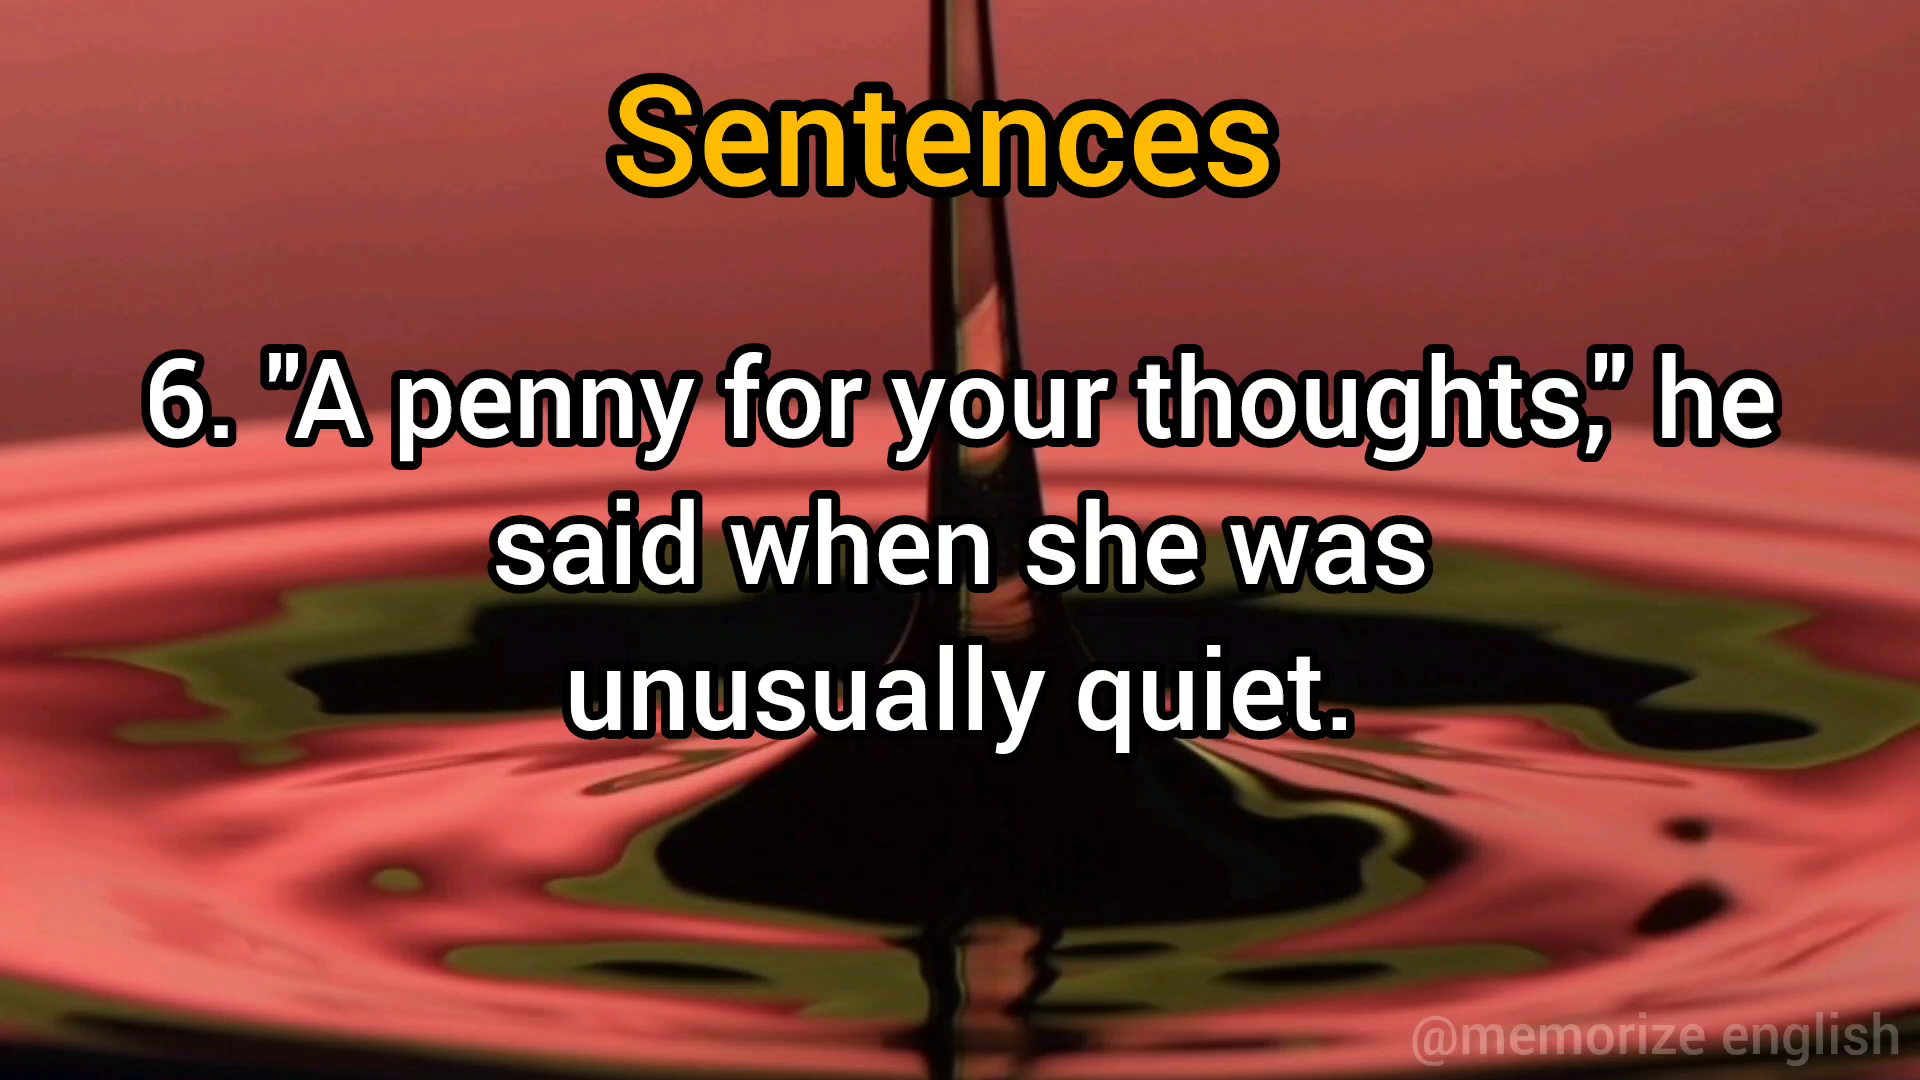 Sentences
6. "A penny for your thoughts," he
said when she was
unusually quiet.
@memorize english